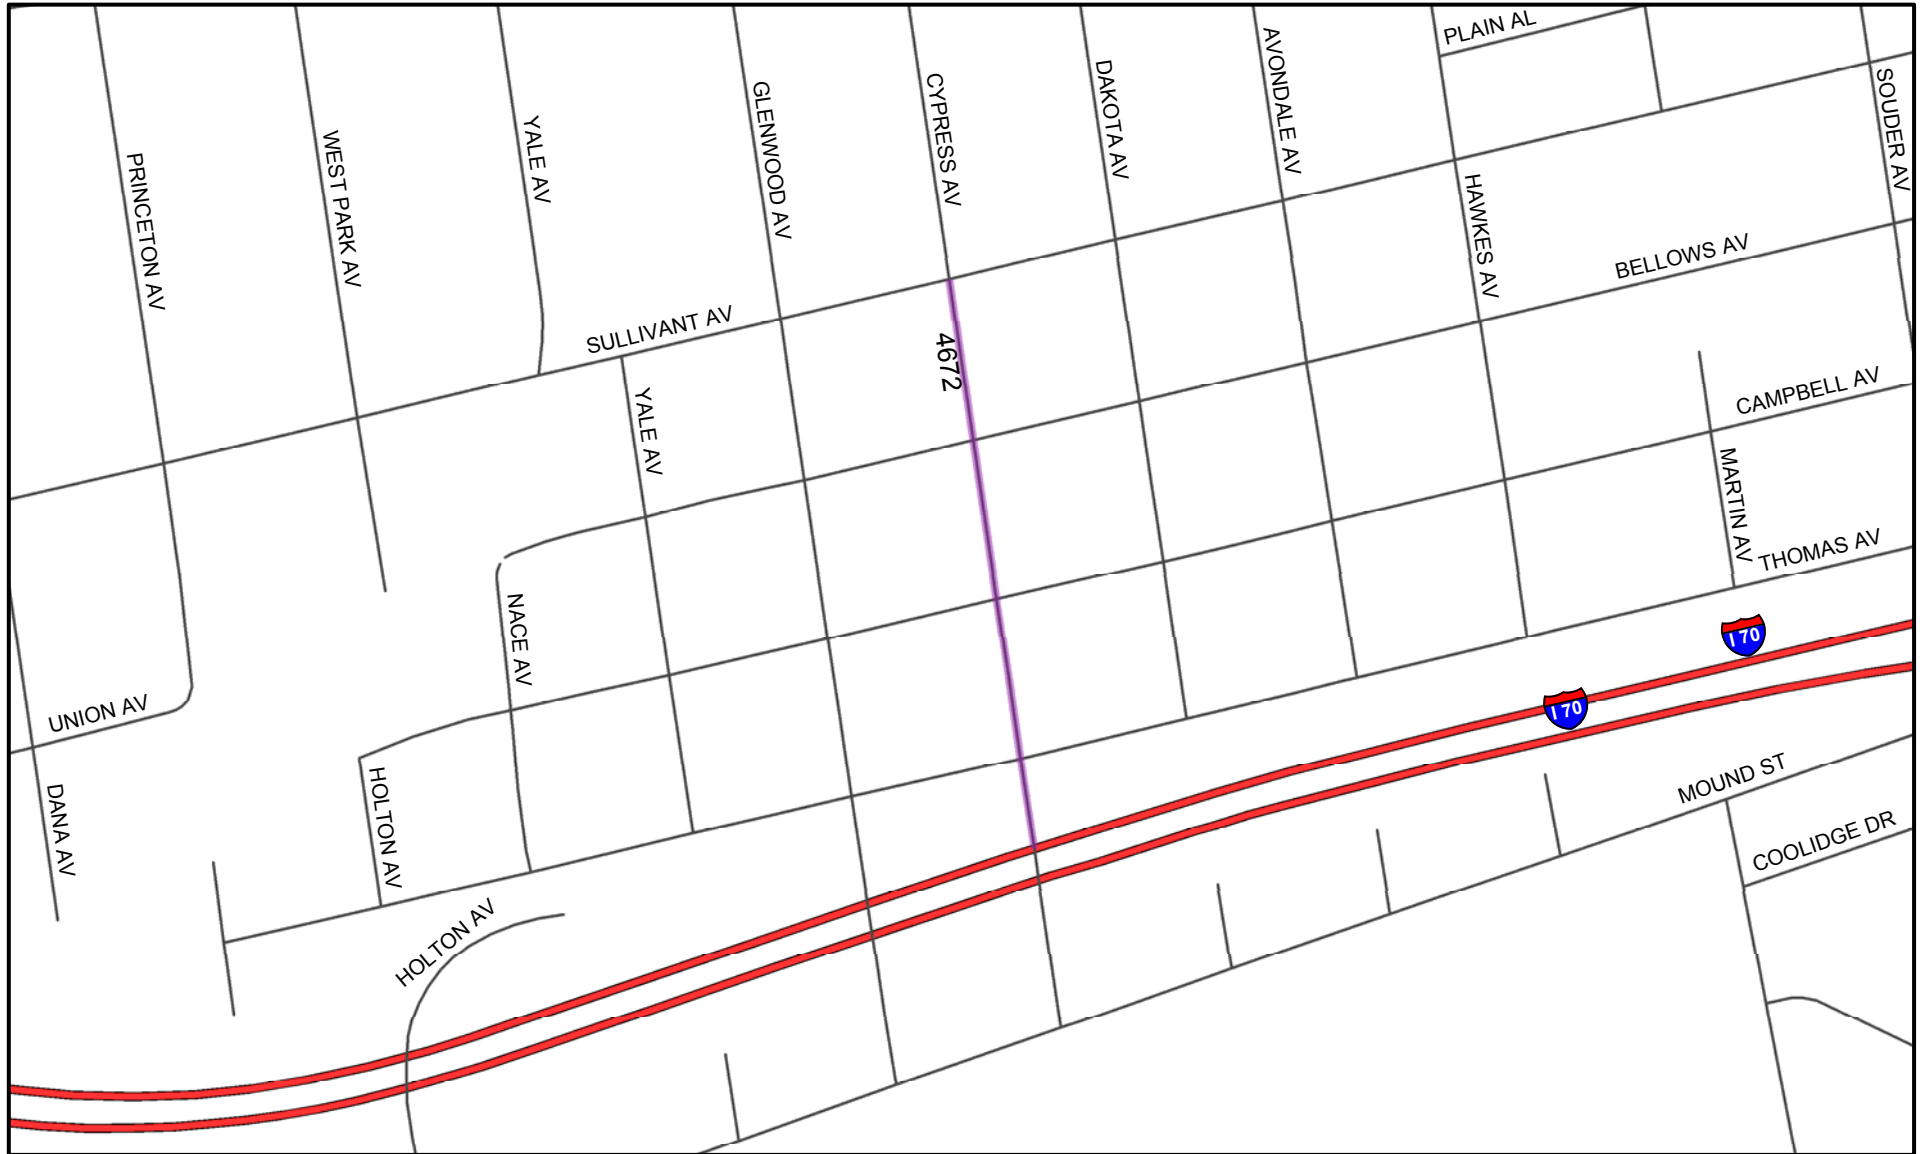 PLAIN AL
AVONDALE AV
DAKOTA AV
SOUDER AV
CYPRESS AV
GLENWOOD AV
YALE AV
WEST PARK AV
PRINCETON AV
HAWKES AV
BELLOWS AV
SULLIVANT AV
4672
YALE AV
CAMPBELL AV
MARTIN AV
THOMAS AV
NACE AV
I 70
I 70
UNION AV
HOLTON AV
DANA AV
MOUND ST
COOLIDGE DR
HOLTON AV